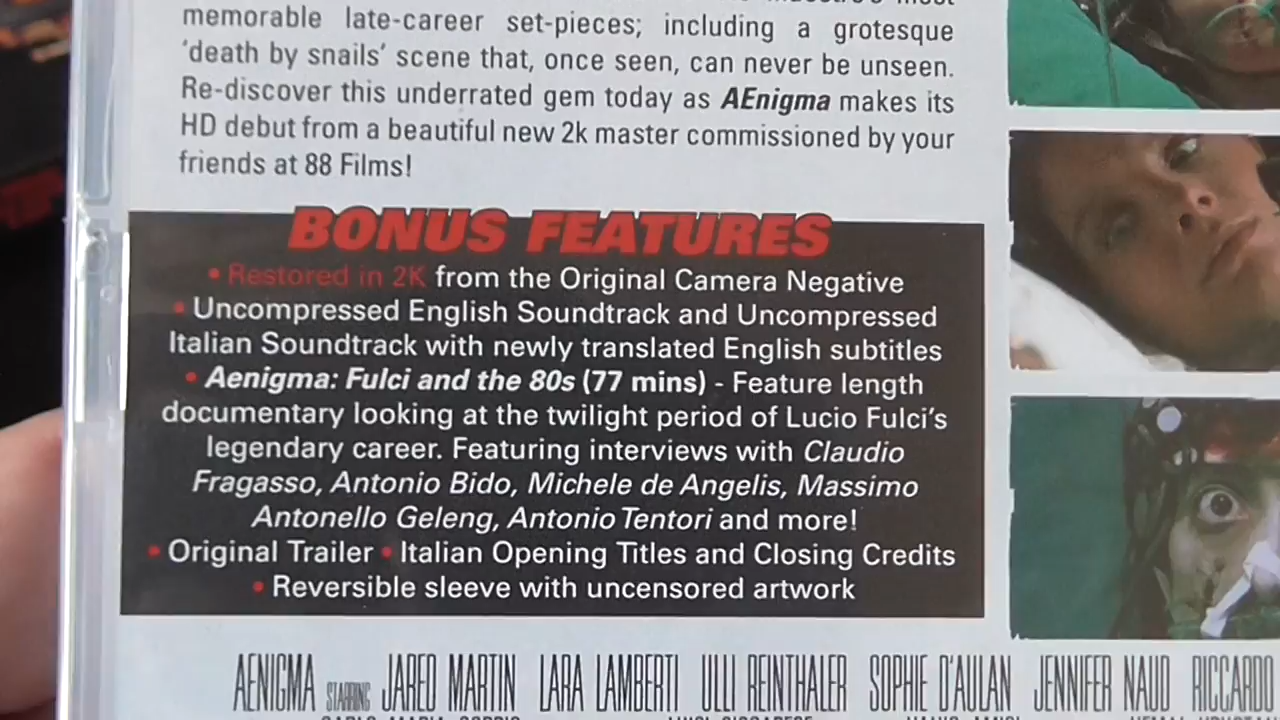 memorable late-career set-pieces; including a grotesque
'death by snails' scene that, once seen, can never be unseen.
Re-discover this underrated gem today as AEnigma makes its
HD debut from a beautiful new 2k master commissioned by your
friends at 88 Films!
BONUS FEATURES
• Restored in 2K from the Original Camera Negative
• Uncompressed English Soundtrack and Uncompressed
Italian Soundtrack with newly translated English subtitles
• Aenigma: Fulci and the 80s (77 mins) - Feature length
documentary looking at the twilight period of Lucio Fulci's
legendary career. Featuring interviews with Claudio
Fragasso, Antonio Bido, Michele de Angelis, Massimo
Antonello Geleng, Antonio Tentori and more!
• Original Trailer • Italian Opening Titles and Closing Credits
• Reversible sleeve with uncensored artwork
AENIGMA STARRING JARED MARTIN LARA LAMBERTI ULLI REINTHALER SOPHIE D'AULAN JENNIFER NAUD RICCARDO